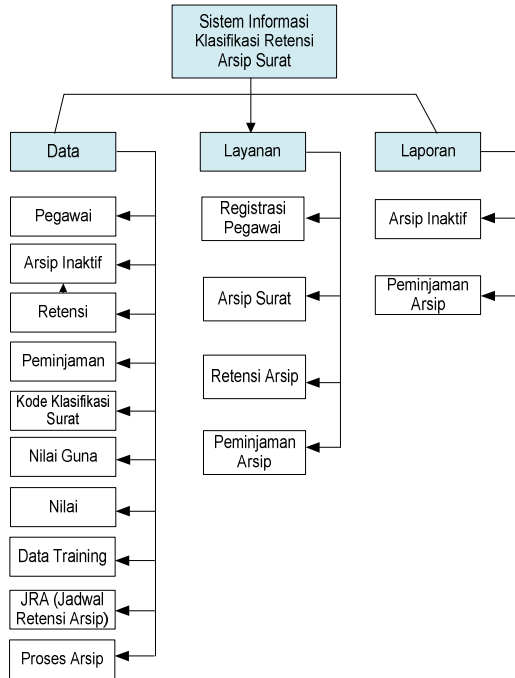 Sistem Informasi
Klasifikasi Retensi
Arsip Surat
Data
Pegawai
Arsip Inaktif
Retensi
Peminjaman
Kode Klasifikasi
Surat
Nilai Guna
Nilai
Data Training
JRA (Jadwal
Retensi Arsip)
Proses Arsip
Layanan
Registrasi
Pegawai
Arsip Surat
Retensi Arsip
Peminjaman
Arsip
Laporan
Arsip Inaktif
Peminjaman
Arsip